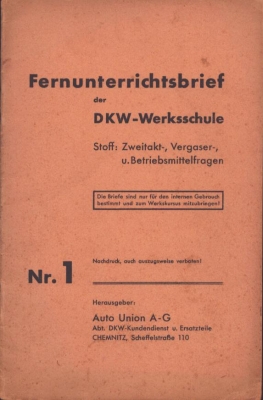 Fernunterrichtsbrief
der
DKW-Werksschule
Stoff: Zweitakt-, Vergaser-,
u. Betriebsmittelfragen
Die Briefe sind nur für den internen Gebrauch
bestimmt und zum Werkskursus mitzubringen!
Nr. 1
Nachdruck, auch auszugsweise verboten!
Herausgeber:
Auto Union A-G
Abt. DKW-Kundendienst u. Ersatzteile
CHEMNITZ, Scheffelstraße 110